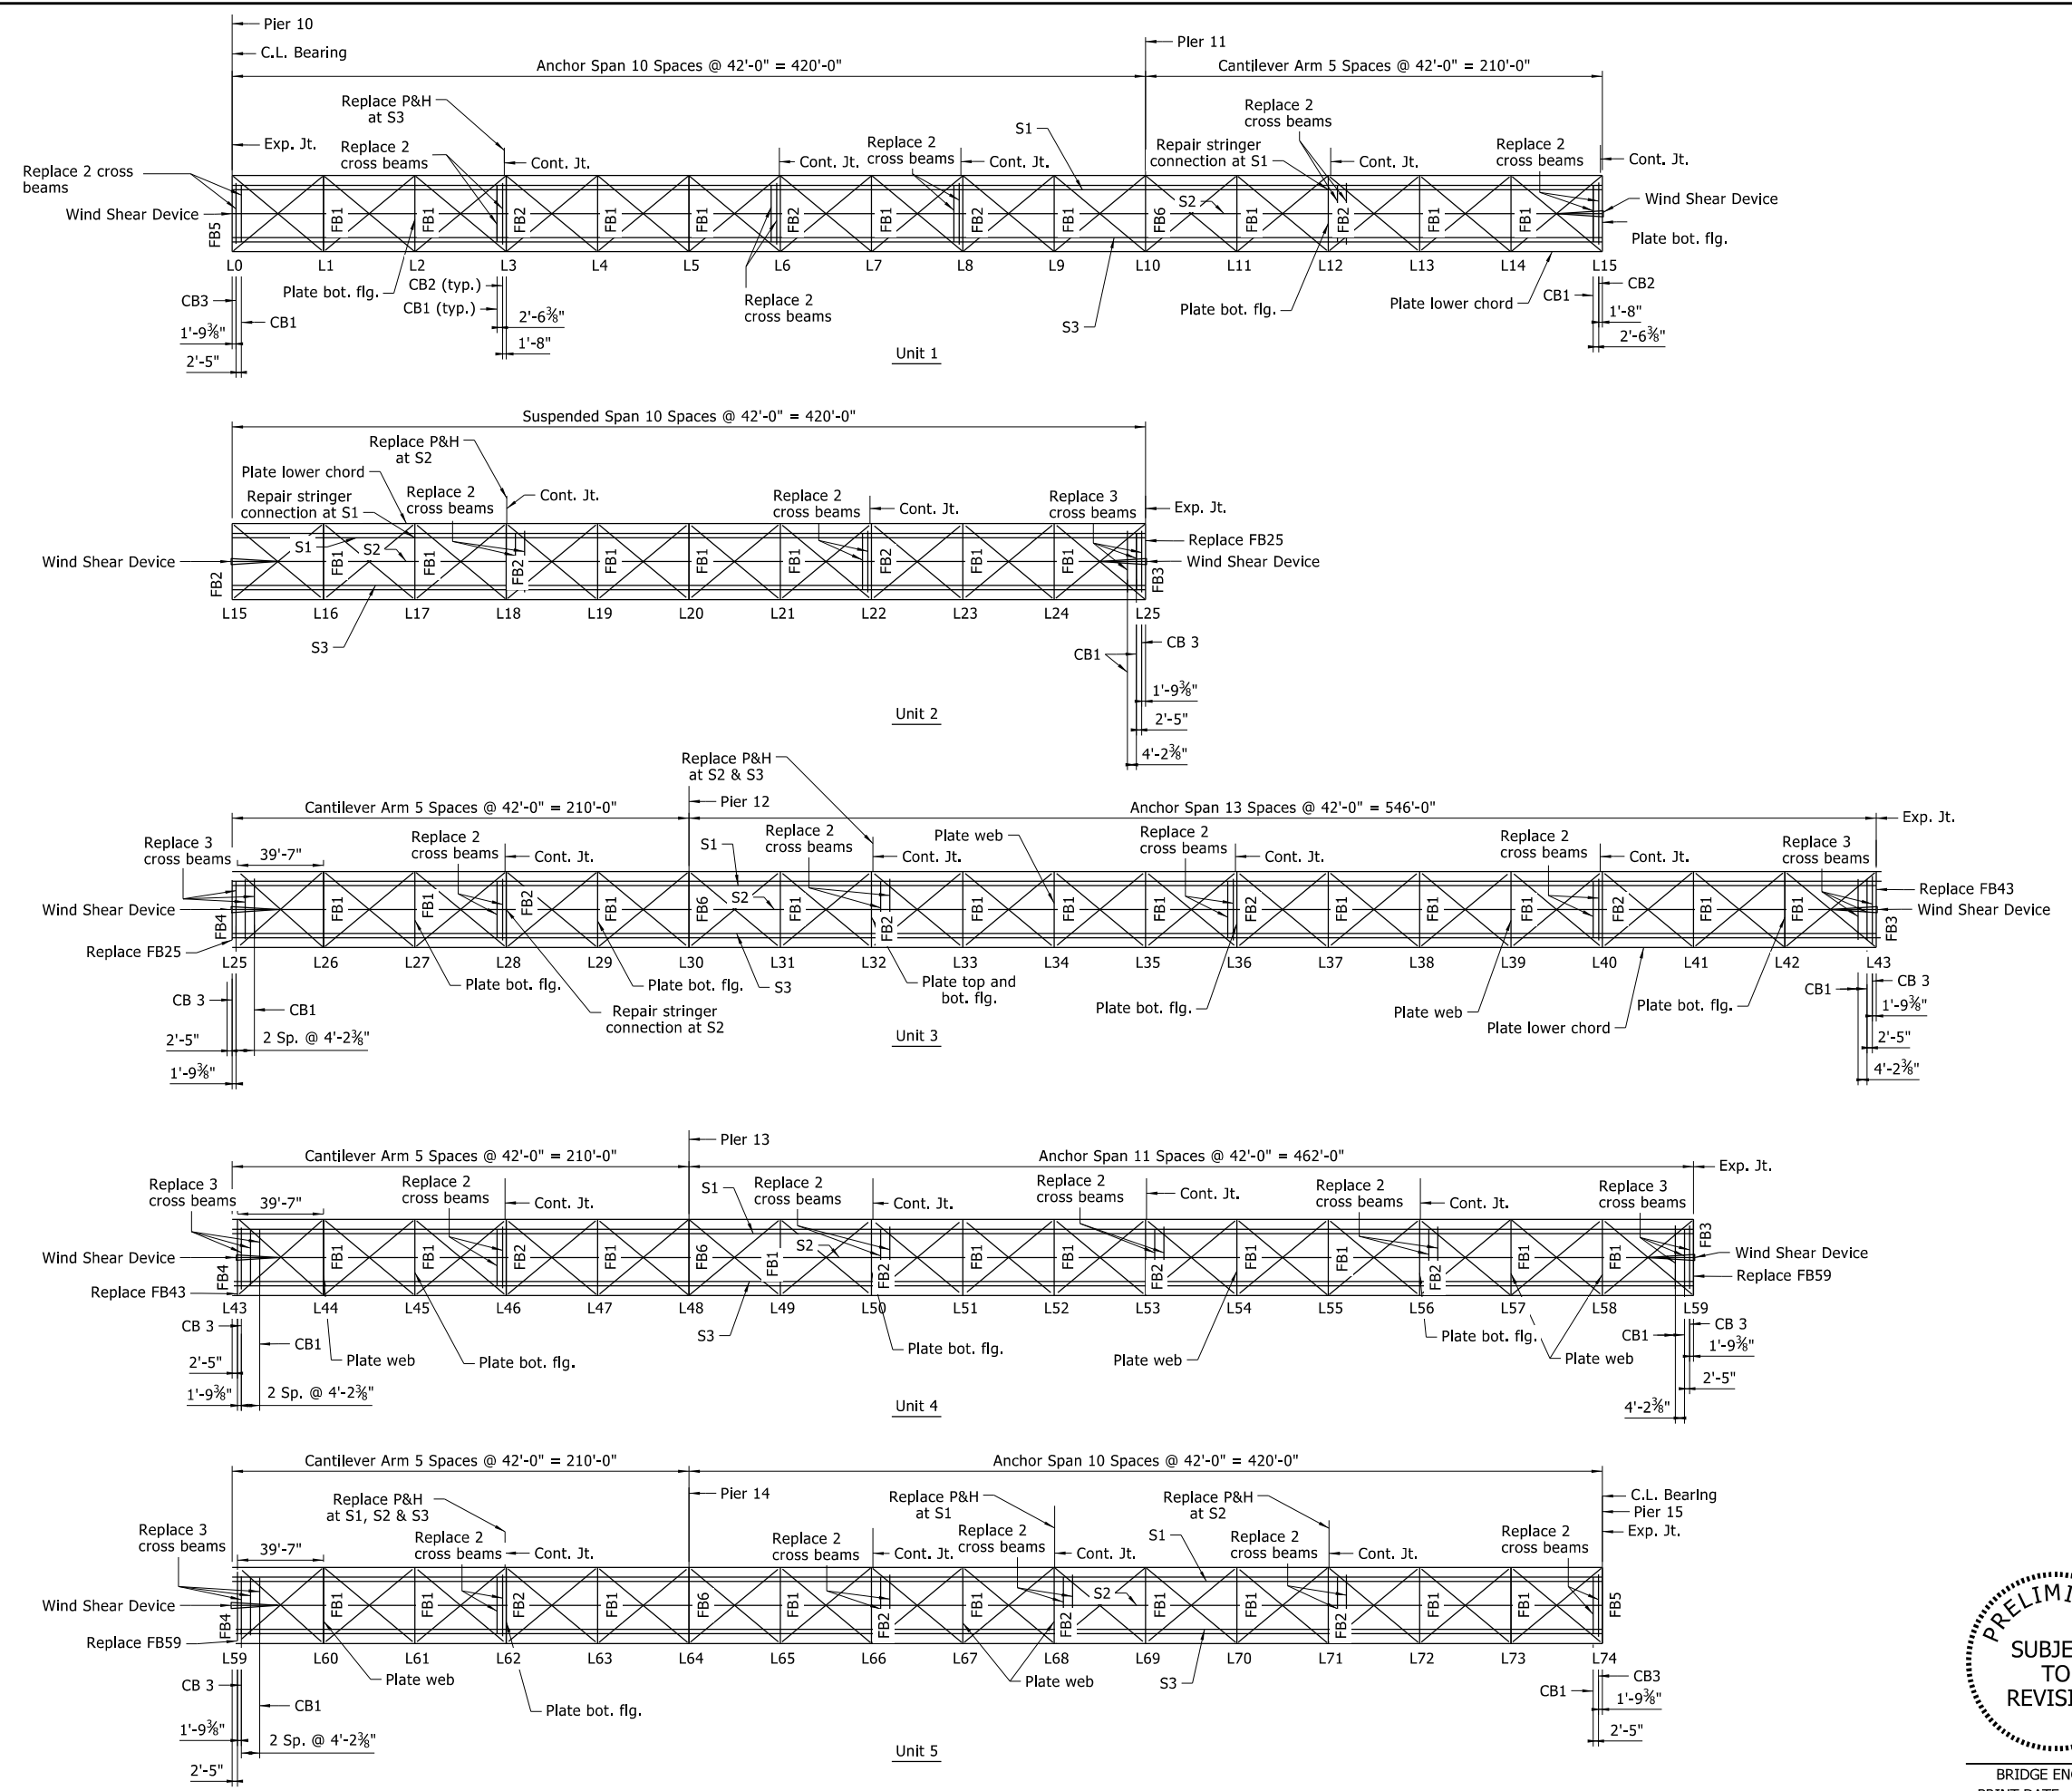 Pier 10
C.L. Bearing
Pier 11
Anchor Span 10 Spaces @ 42'-0" = 420'-0"
Cantilever Arm 5 Spaces @ 42'-0" = 210'-0"
Replace P&H
at S3
Replace 2
cross beams
S1
Exp. Jt.
Replace 2
cross beams
Cont. Jt.
Cont. Jt.
Replace 2
cross beams
Cont. Jt.
Repair stringer
connection at S1
Cont. Jt.
Replace 2
cross beams
Cont. Jt.
Replace 2 cross
beams
Wind Shear Device
S2
Wind Shear Device
Plate bot. flg.
FB5
FB1
FB1
FB2
FB1
FB1
FB2
FB1
FB2
FB1
FB6
FB1
FB2
FB1
FB1
L0
L1
L2
L3
L4
L5
L6
L7
L8
L9
L10
L11
L12
L13
L14
L15
CB3
CB1
Plate bot. flg.
CB2 (typ.)
CB1 (typ.)
Replace 2
cross beams
S3
Plate bot. flg.
Plate lower chord
CB1
CB2
1'-9⅜"
2'-5"
2'-6⅜"
1'-8"
1'-8"
2'-6⅜"
Unit 1
Suspended Span 10 Spaces @ 42'-0" = 420'-0"
Replace P&H
at S2
Plate lower chord
Repair stringer
connection at S1
Replace 2
cross beams
Cont. Jt.
Replace 2
cross beams
Cont. Jt.
Replace 3
cross beams
Exp. Jt.
Replace FB25
Wind Shear Device
Wind Shear Device
S1
S2
FB2
FB1
FB1
FB2
FB1
FB1
FB1
FB2
FB1
FB1
FB3
L15
L16
L17
L18
L19
L20
L21
L22
L23
L24
L25
S3
CB1
CB 3
1'-9⅜"
2'-5"
4'-2⅜"
Unit 2
Replace P&H
at S2 & S3
Pier 12
Cantilever Arm 5 Spaces @ 42'-0" = 210'-0"
Anchor Span 13 Spaces @ 42'-0" = 546'-0"
Exp. Jt.
Replace 3
cross beams
39'-7"
Replace 2
cross beams
Cont. Jt.
S1
Replace 2
cross beams
Cont. Jt.
Plate web
Replace 2
cross beams
Cont. Jt.
Replace 2
cross beams
Cont. Jt.
Replace 3
cross beams
Replace FB43
Wind Shear Device
Wind Shear Device
S2
Replace FB25
FB4
FB1
FB1
FB2
FB1
FB6
FB1
FB2
FB1
FB1
FB1
FB2
FB1
FB1
FB1
FB2
FB1
FB1
FB3
L25
L26
L27
L28
L29
L30
L31
L32
L33
L34
L35
L36
L37
L38
L39
L40
L41
L42
L43
CB 3
CB1
Plate bot. flg.
Repair stringer
connection at S2
Plate bot. flg.
S3
Plate top and
bot. flg.
Plate bot. flg.
Plate web
Plate lower chord
Plate bot. flg.
CB1
CB 3
2'-5"
2 Sp. @ 4'-2⅜"
1'-9⅜"
1'-9⅜"
2'-5"
4'-2⅜"
Unit 3
Pier 13
Cantilever Arm 5 Spaces @ 42'-0" = 210'-0"
Anchor Span 11 Spaces @ 42'-0" = 462'-0"
Exp. Jt.
Replace 3
cross beams
39'-7"
Replace 2
cross beams
Cont. Jt.
S1
Replace 2
cross beams
Cont. Jt.
Replace 2
cross beams
Cont. Jt.
Replace 2
cross beams
Cont. Jt.
Replace 3
cross beams
Wind Shear Device
S2
Wind Shear Device
Replace FB59
Replace FB43
FB4
FB1
FB1
FB2
FB1
FB6
FB1
FB2
FB1
FB1
FB2
FB1
FB1
FB2
FB1
FB1
FB3
L43
L44
L45
L46
L47
L48
L49
L50
L51
L52
L53
L54
L55
L56
L57
L58
L59
CB 3
CB1
Plate web
Plate bot. flg.
S3
Plate bot. flg.
Plate web
Plate bot. flg.
Plate web
CB1
CB 3
2'-5"
1'-9⅜"
2 Sp. @ 4'-2⅜"
1'-9⅜"
2'-5"
4'-2⅜"
Unit 4
Cantilever Arm 5 Spaces @ 42'-0" = 210'-0"
Anchor Span 10 Spaces @ 42'-0" = 420'-0"
Pier 14
C.L. Bearing
Pier 15
Exp. Jt.
Replace P&H
at S1, S2 & S3
Replace P&H
at S1
Replace P&H
at S2
Replace 3
cross beams
39'-7"
Replace 2
cross beams
Cont. Jt.
Replace 2
cross beams
Cont. Jt.
Replace 2
cross beams
Cont. Jt.
S1
Replace 2
cross beams
Cont. Jt.
Replace 2
cross beams
Wind Shear Device
S2
Replace FB59
FB4
FB1
FB1
FB2
FB1
FB6
FB1
FB2
FB1
FB2
FB1
FB1
FB2
FB1
FB1
FB5
L59
L60
L61
L62
L63
L64
L65
L66
L67
L68
L69
L70
L71
L72
L73
L74
CB 3
CB1
Plate web
Plate bot. flg.
Plate web
S3
CB1
CB3
1'-9⅜"
2 Sp. @ 4'-2⅜"
2'-5"
1'-9⅜"
2'-5"
Unit 5
TO